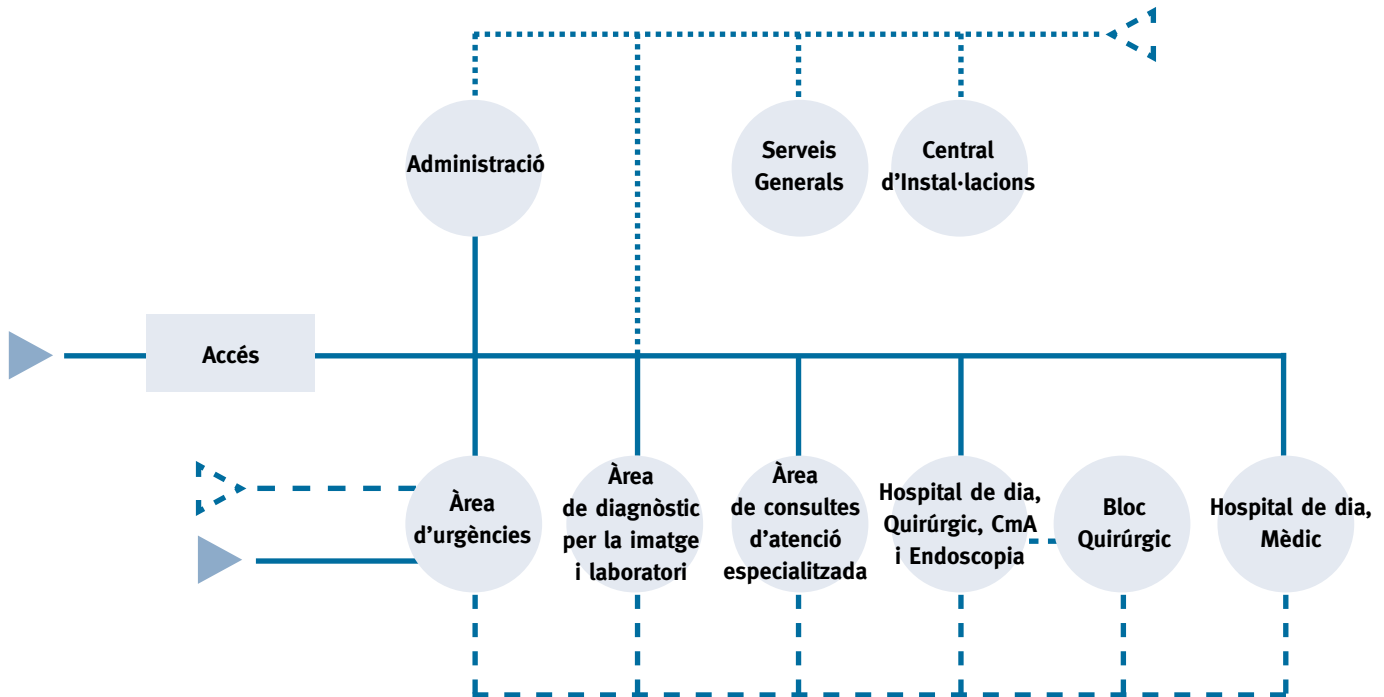 Administració
Serveis
Generals
Central
d'Instal·lacions
Accés
Àrea
d'urgències
Àrea
de diagnòstic
per la imatge
i laboratori
Àrea
de consultes
d'atenció
especialitzada
Hospital de dia,
Quirúrgic, CmA
i Endoscopia
Bloc
Quirúrgic
Hospital de dia,
Mèdic